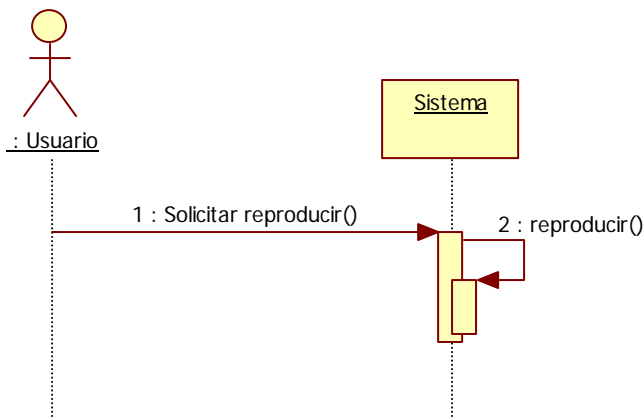 Sistema
: Usuario
1 : Solicitar reproducir()
2 : reproducir()